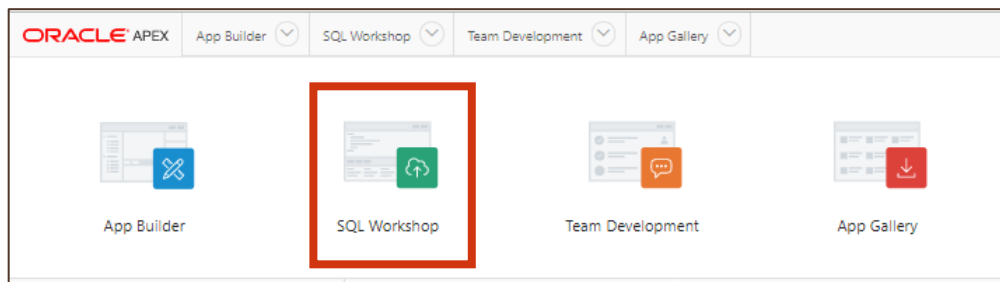 ORACLE APEX App Builder SQL Workshop Team Development App Gallery
App Builder SQL Workshop Team Development App Gallery